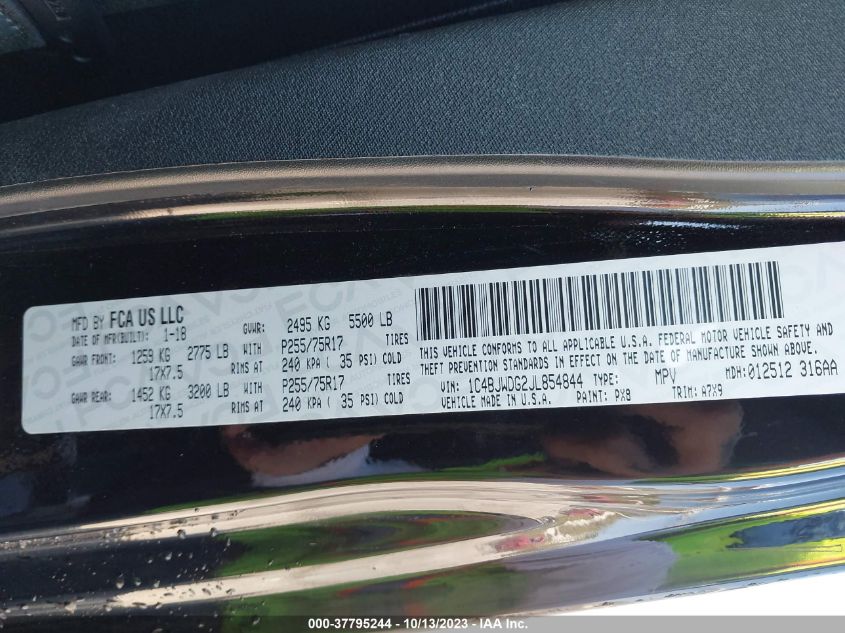 MFD BY FCA US LLC
DATE OF MFR(BUILT): 1-18 GVWR: 2495 KG 5500 LB
GAWR FRONT: 1259 KG 2775 LB WITH P255/75R17 TIRES
17X7.5 RIMS AT 240 KPA ( 35 PSI) COLD
GAWR REAR: 1452 KG 3200 LB WITH P255/75R17 TIRES
17X7.5 RIMS AT 240 KPA ( 35 PSI) COLD
THIS VEHICLE CONFORMS TO ALL APPLICABLE U.S.A. FEDERAL MOTOR VEHICLE SAFETY AND
THEFT PREVENTION STANDARDS IN EFFECT ON THE DATE OF MANUFACTURE SHOWN ABOVE.
VIN: 1C4BJWDG2JL854844 TYPE: MPV MDH:012512 316AA
VEHICLE MADE IN U.S.A. PAINT: PX8 TRIM: A7X9
000-37795244 - 10/13/2023 - © IAA Inc.